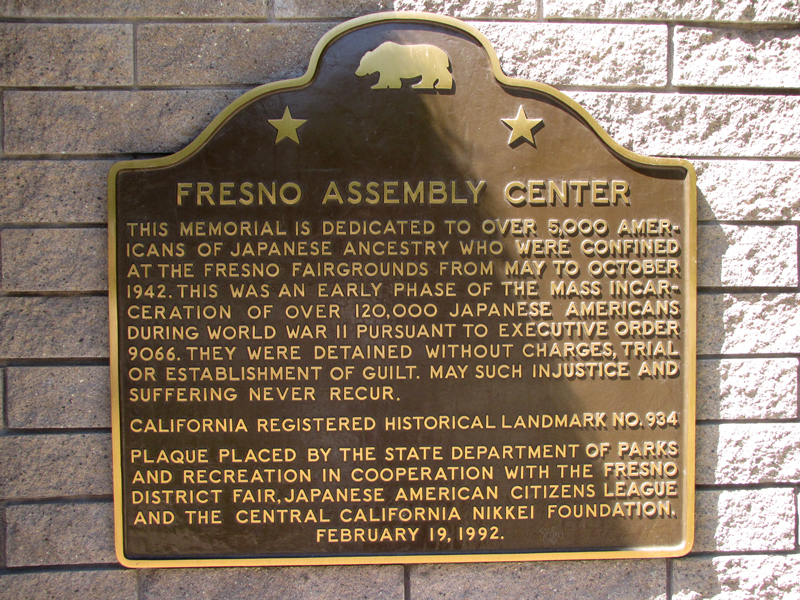 FRESNO ASSEMBLY CENTER
THIS MEMORIAL IS DEDICATED TO OVER 5,000 AMER-
ICANS OF JAPANESE ANCESTRY WHO WERE CONFINED
AT THE FRESNO FAIRGROUNDS FROM MAY TO OCTOBER
1942. THIS WAS AN EARLY PHASE OF THE MASS INCAR-
CERATION OF OVER 120,000 JAPANESE AMERICANS
DURING WORLD WAR II PURSUANT TO EXECUTIVE ORDER
9066. THEY WERE DETAINED WITHOUT CHARGES, TRIAL
OR ESTABLISHMENT OF GUILT. MAY SUCH INJUSTICE AND
SUFFERING NEVER RECUR.
CALIFORNIA REGISTERED HISTORICAL LANDMARK NO. 934
PLAQUE PLACED BY THE STATE DEPARTMENT OF PARKS
AND RECREATION IN COOPERATION WITH THE FRESNO
DISTRICT FAIR, JAPANESE AMERICAN CITIZENS LEAGUE
AND THE CENTRAL CALIFORNIA NIKKEI FOUNDATION.
FEBRUARY 19, 1992.